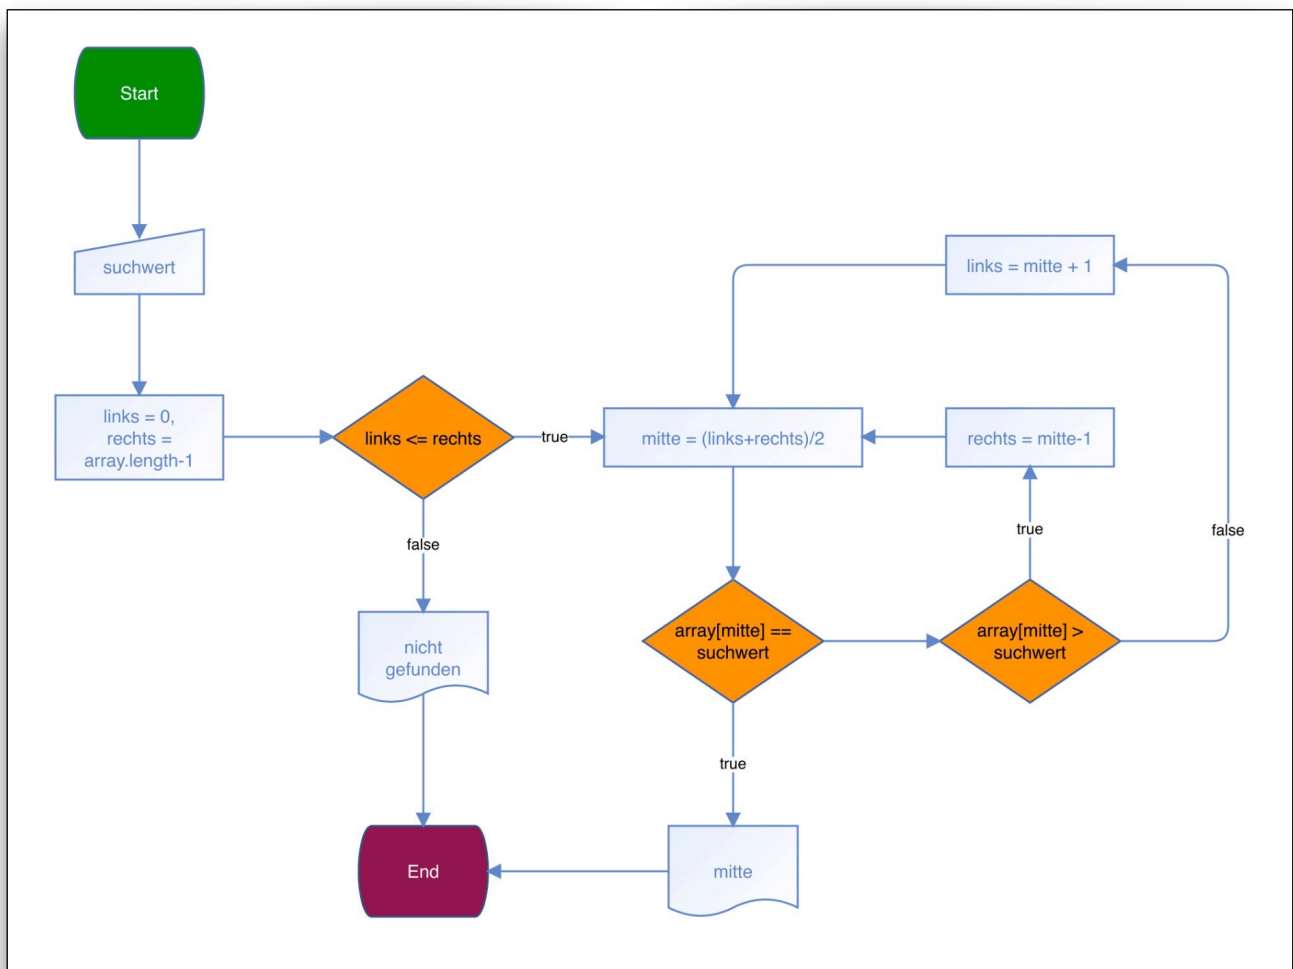 Start
suchwert
links = 0,
rechts =
array.length-1
links <= rechts
true
false
nicht
gefunden
End
mitte = (links+rechts)/2
links = mitte + 1
rechts = mitte-1
true
false
array[mitte] ==
suchwert
array[mitte] >
suchwert
true
mitte